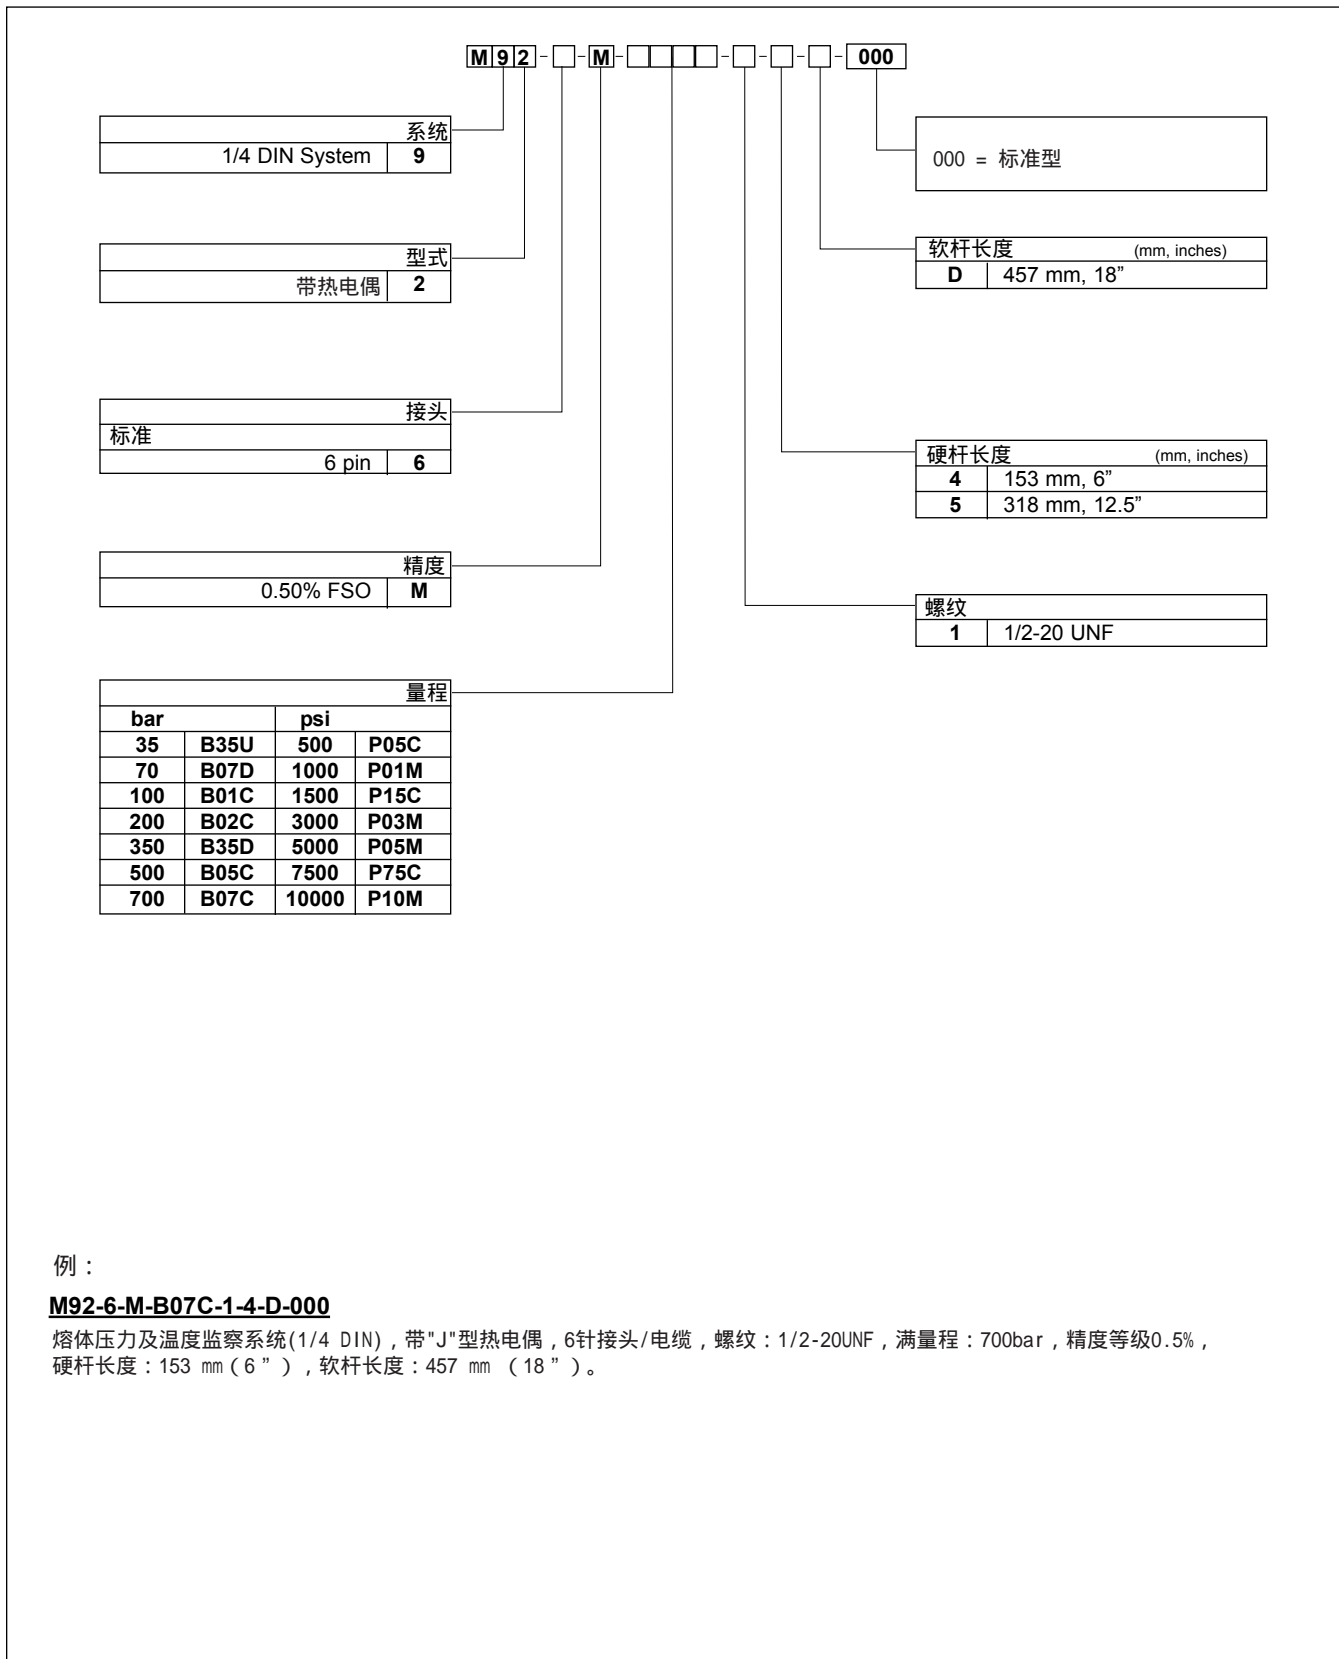 M92-□-M-□□□□-□-□-□-000
系统
1/4 DIN System 9
型式
带热电偶 2
接头
标准
6 pin 6
精度
0.50% FSO M
量程
bar psi
35 B35U 500 P05C
70 B07D 1000 P01M
100 B01C 1500 P15C
200 B02C 3000 P03M
350 B35D 5000 P05M
500 B05C 7500 P75C
700 B07C 10000 P10M
000 = 标准型
软杆长度 (mm, inches)
D 457 mm, 18”
硬杆长度 (mm, inches)
4 153 mm, 6”
5 318 mm, 12.5”
螺纹
1 1/2-20 UNF
例：
M92-6-M-B07C-1-4-D-000
熔体压力及温度监察系统(1/4 DIN)，带"J"型热电偶，6针接头/电缆，螺纹：1/2-20UNF，满量程：700bar，精度等级0.5%，
硬杆长度：153 mm（6 ”），软杆长度：457 mm （18 ”）。